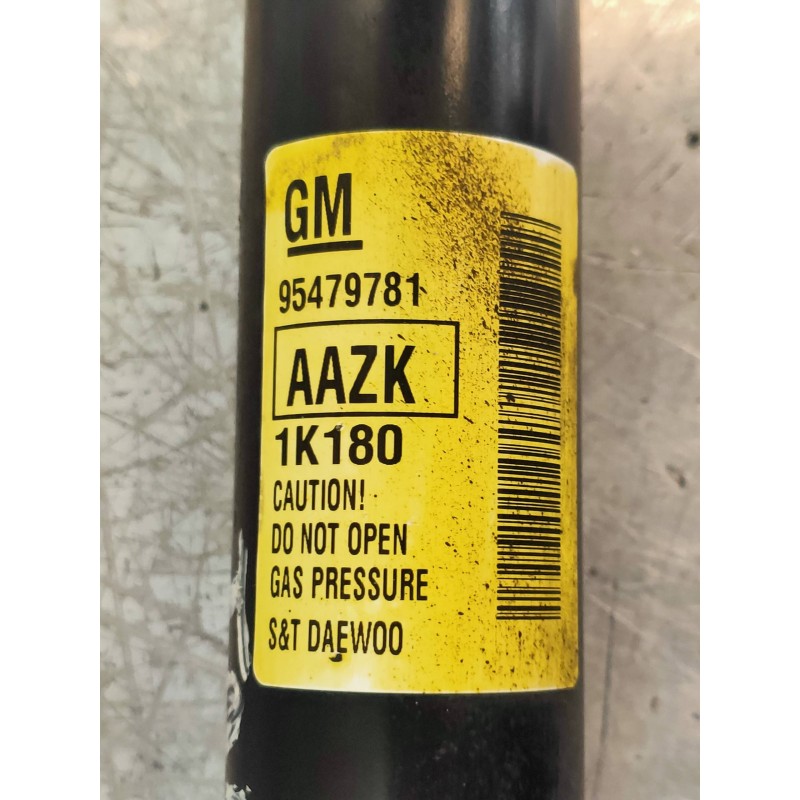 GM
95479781
AAZK
1K180
CAUTION!
DO NOT OPEN
GAS PRESSURE
S&T DAEWOO